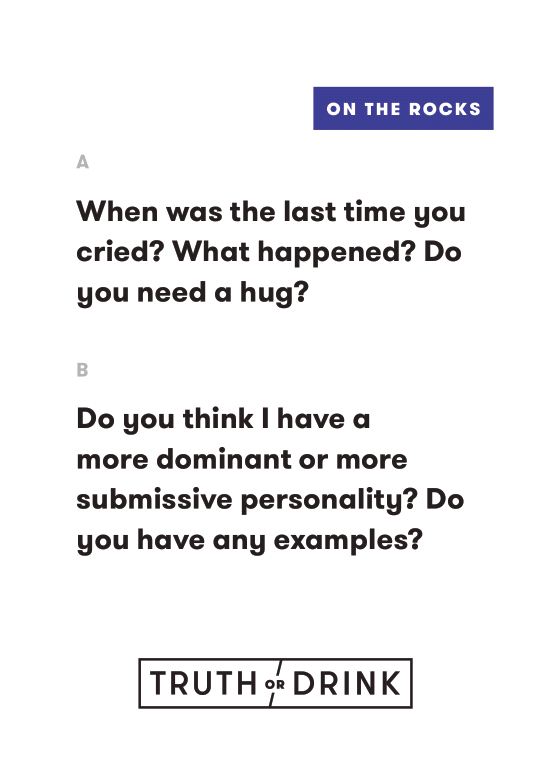 ON THE ROCKS
A
When was the last time you
cried? What happened? Do
you need a hug?
B
Do you think I have a
more dominant or more
submissive personality? Do
you have any examples?
TRUTH OR DRINK